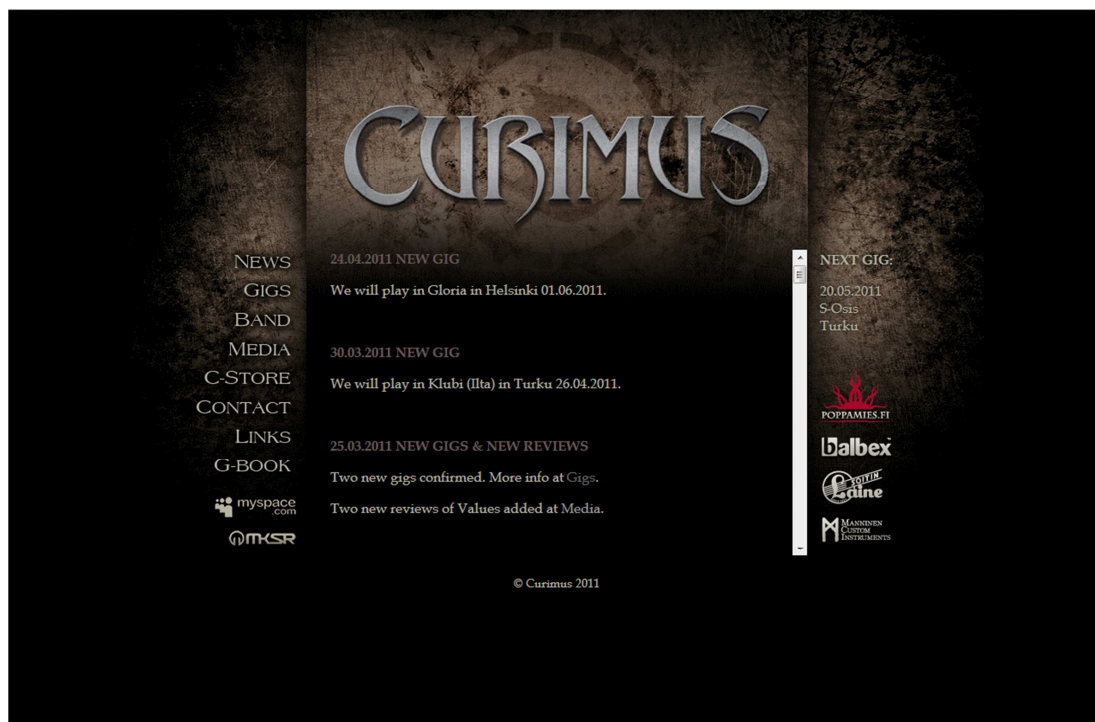 CURIMUS
NEWS
GIGS
BAND
MEDIA
C-STORE
CONTACT
LINKS
G-BOOK
myspace
.com
MKSR
24.04.2011 NEW GIG
We will play in Gloria in Helsinki 01.06.2011.
30.03.2011 NEW GIG
We will play in Klubi (Ilta) in Turku 26.04.2011.
25.03.2011 NEW GIGS & NEW REVIEWS
Two new gigs confirmed. More info at Gigs.
Two new reviews of Values added at Media.
NEXT GIG:
20.05.2011
S-Osis
Turku
POPPAMIES.FI
balbex
SOITIN
Laine
MANNINEN
CUSTOM
INSTRUMENTS
© Curimus 2011